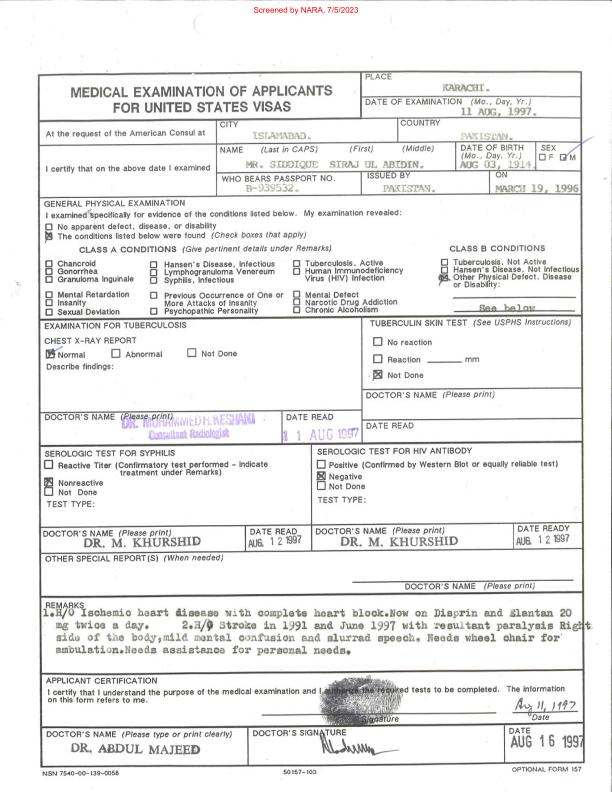 Screened by NARA, 7/5/2023
MEDICAL EXAMINATION OF APPLICANTS
FOR UNITED STATES VISAS
PLACE
KARACHI.
DATE OF EXAMINATION (Mo., Day, Yr.)
11 AUG, 1997.
At the request of the American Consul at
CITY
ISLAMABAD.
COUNTRY
PAKISTAN.
I certify that on the above date I examined
NAME (Last in CAPS) (First) (Middle)
MR. SIDDIQUE SIRAJ UL ABIDIN.
DATE OF BIRTH
(Mo., Day, Yr.)
AUG 03, 1914.
SEX
F M
WHO BEARS PASSPORT NO.
B-939532.
ISSUED BY
PAKISTAN.
ON
MARCH 19, 1996
GENERAL PHYSICAL EXAMINATION
I examined specifically for evidence of the conditions listed below. My examination revealed:
No apparent defect, disease, or disability
The conditions listed below were found (Check boxes that apply)
CLASS A CONDITIONS (Give pertinent details under Remarks)
Chancroid
Gonorrhea
Granuloma Inguinale
Hansen's Disease, Infectious
Lymphogranuloma Venereum
Syphilis, Infectious
Tuberculosis, Active
Human Immunodeficiency
Virus (HIV) Infection
Mental Retardation
Insanity
Sexual Deviation
Previous Occurrence of One or
More Attacks of Insanity
Psychopathic Personality
Mental Defect
Narcotic Drug Addiction
Chronic Alcoholism
CLASS B CONDITIONS
Tuberculosis, Not Active
Hansen's Disease, Not Infectious
Other Physical Defect, Disease
or Disability:
See below
EXAMINATION FOR TUBERCULOSIS
CHEST X-RAY REPORT
Normal Abnormal Not Done
Describe findings:
DOCTOR'S NAME (Please print)
DR. MUHAMMED H. KESHANI
Consultant Radiologist
DATE READ
11 AUG 1997
TUBERCULIN SKIN TEST (See USPHS Instructions)
No reaction
Reaction mm
Not Done
DOCTOR'S NAME (Please print)
DATE READ
SEROLOGIC TEST FOR SYPHILIS
Reactive Titer (Confirmatory test performed - Indicate
treatment under Remarks)
Nonreactive
Not Done
TEST TYPE:
DOCTOR'S NAME (Please print)
DR. M. KHURSHID
DATE READ
AUG. 12 1997
SEROLOGIC TEST FOR HIV ANTIBODY
Positive (Confirmed by Western Blot or equally reliable test)
Negative
Not Done
TEST TYPE:
DOCTOR'S NAME (Please print)
DR. M. KHURSHID
DATE READY
AUG. 12 1997
OTHER SPECIAL REPORT(S) (When needed)
DOCTOR'S NAME (Please print)
REMARKS
1.H/O Ischemic heart disease with complete heart block.Now on Disprin and Elantan 20
mg twice a day. 2.H/O Stroke in 1991 and June 1997 with resultant paralysis Right
side of the body,mild mental confusion and slurrad speech. Needs wheel chair for
ambulation.Needs assistance for personal needs.
APPLICANT CERTIFICATION
I certify that I understand the purpose of the medical examination and I authorize the required tests to be completed. The information
on this form refers to me.
Signature
Aug 11, 1997
Date
DOCTOR'S NAME (Please type or print clearly)
DR. ABDUL MAJEED
DOCTOR'S SIGNATURE
DATE
AUG 16 1997
NSN 7540-00-139-0058
50157-103
OPTIONAL FORM 157